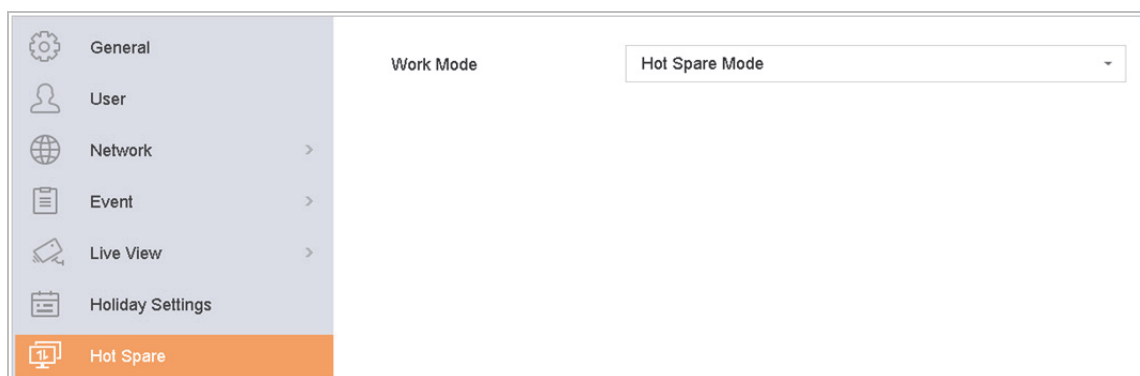 General
Work Mode
Hot Spare Mode
User
Network
Event
Live View
Holiday Settings
Hot Spare